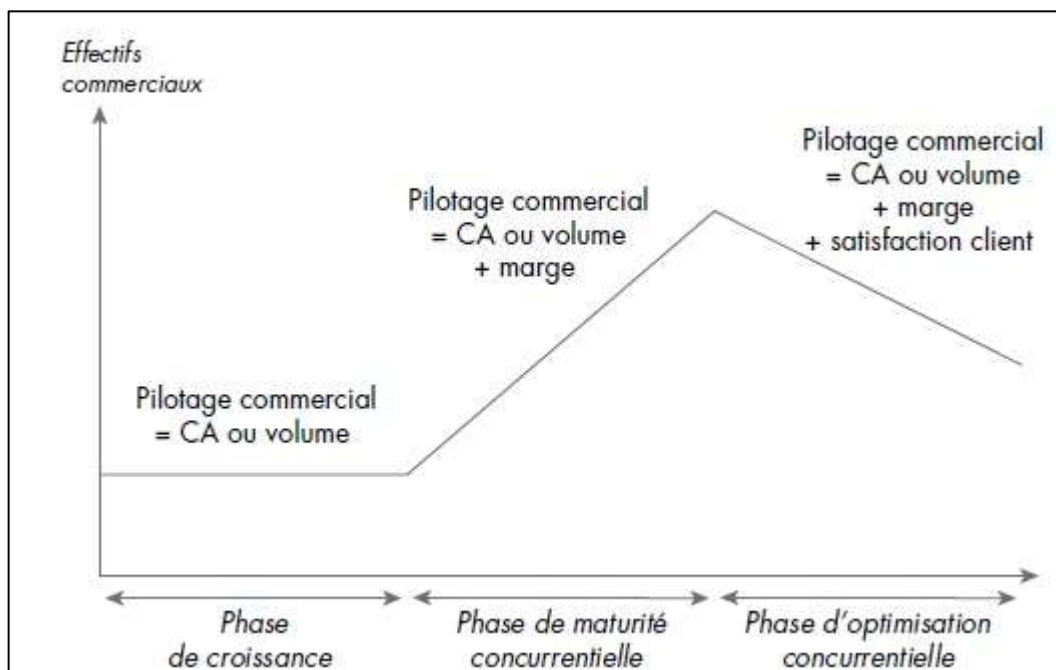 Effectifs
commerciaux
Pilotage commercial
= CA ou volume
+ marge
+ satisfaction client
Pilotage commercial
= CA ou volume
+ marge
Pilotage commercial
= CA ou volume
Phase
de croissance
Phase de maturité
concurrentielle
Phase d'optimisation
concurrentielle